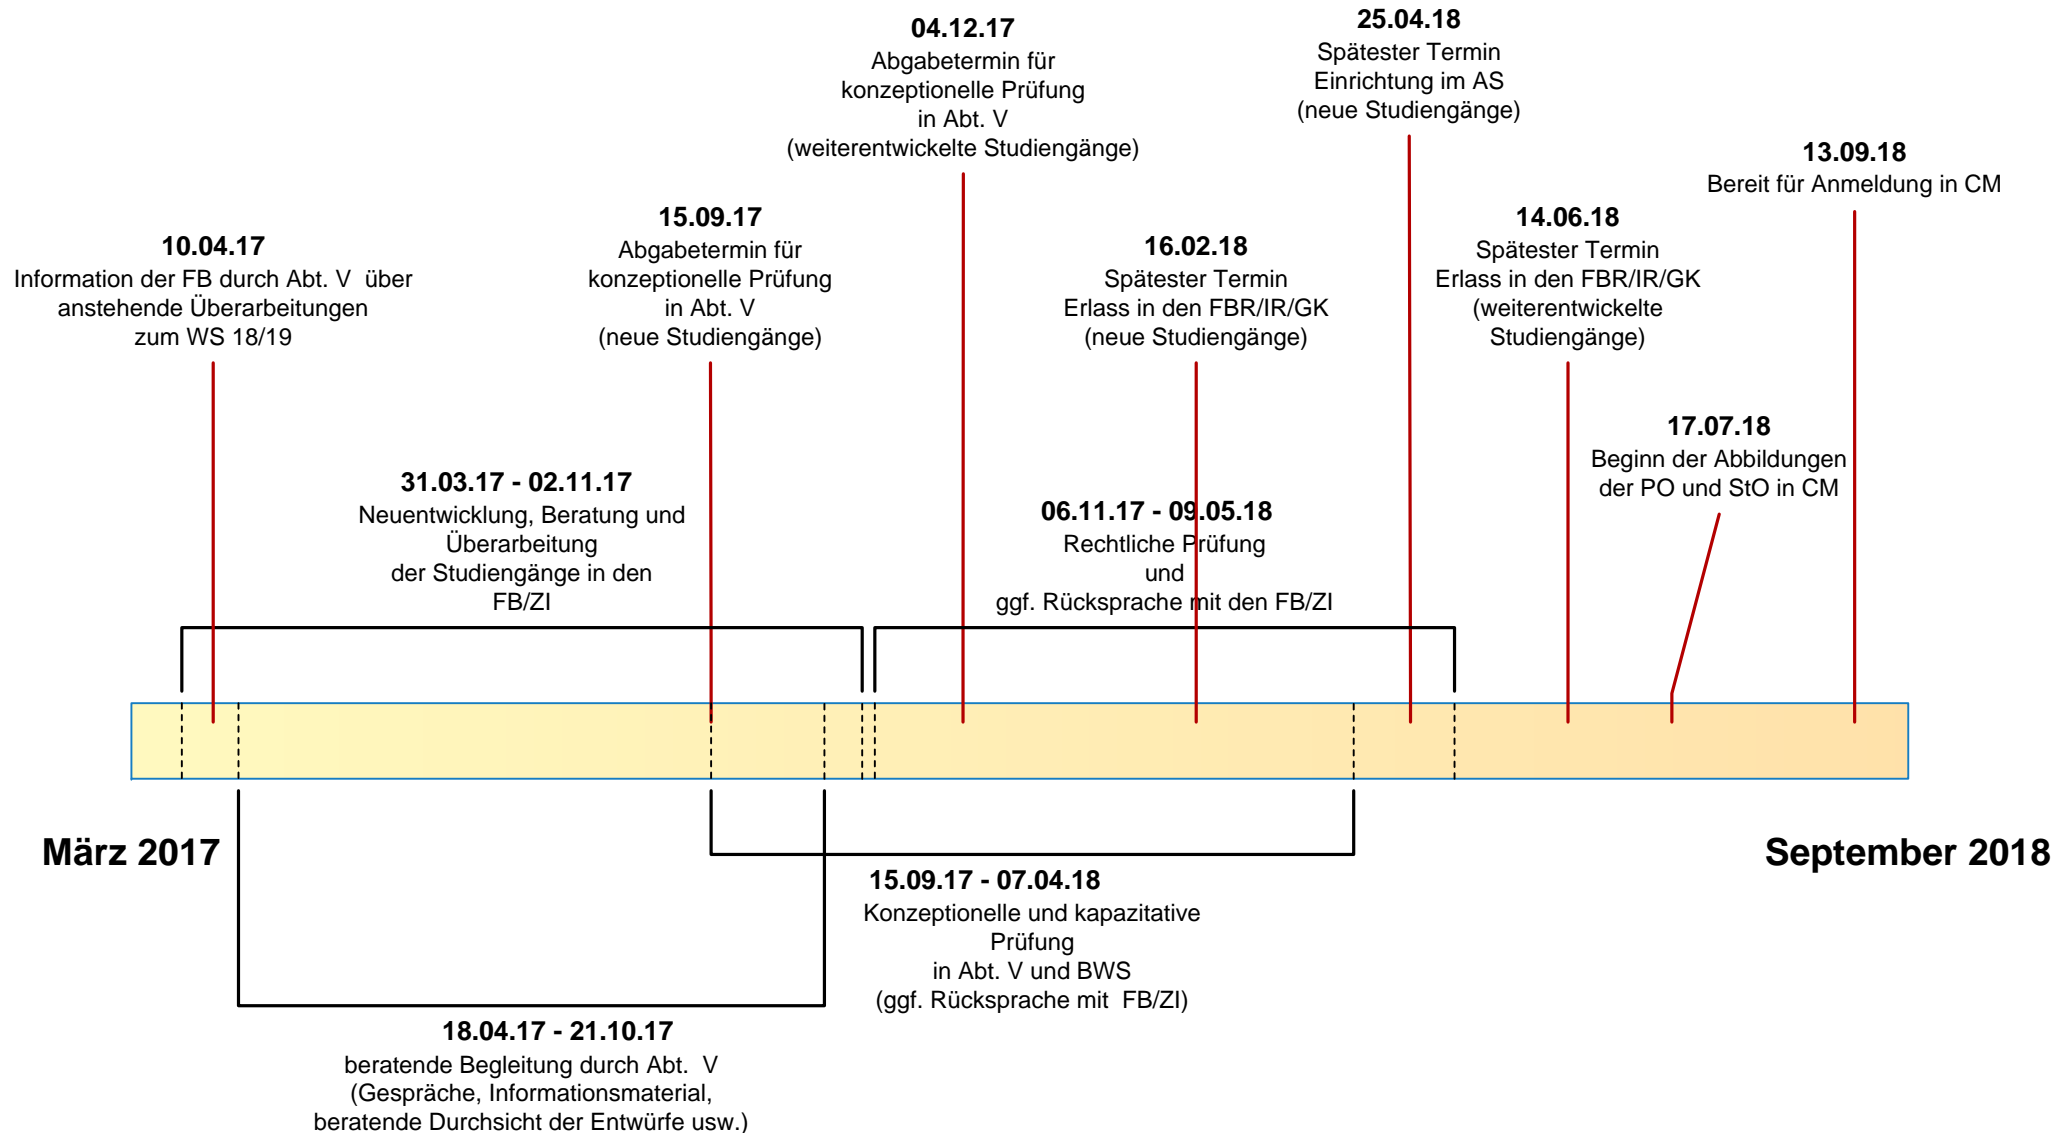 04.12.17
Abgabetermin für
konzeptionelle Prüfung
in Abt. V
(weiterentwickelte Studiengänge)
25.04.18
Spätester Termin
Einrichtung im AS
(neue Studiengänge)
13.09.18
Bereit für Anmeldung in CM
10.04.17
Information der FB durch Abt. V über
anstehende Überarbeitungen
zum WS 18/19
15.09.17
Abgabetermin für
konzeptionelle Prüfung
in Abt. V
(neue Studiengänge)
16.02.18
Spätester Termin
Erlass in den FBR/IR/GK
(neue Studiengänge)
14.06.18
Spätester Termin
Erlass in den FBR/IR/GK
(weiterentwickelte
Studiengänge)
17.07.18
Beginn der Abbildungen
der PO und StO in CM
31.03.17 - 02.11.17
Neuentwicklung, Beratung und
Überarbeitung
der Studiengänge in den
FB/ZI
06.11.17 - 09.05.18
Rechtliche Prüfung
und
ggf. Rücksprache mit den FB/ZI
März 2017
September 2018
15.09.17 - 07.04.18
Konzeptionelle und kapazitative
Prüfung
in Abt. V und BWS
(ggf. Rücksprache mit FB/ZI)
18.04.17 - 21.10.17
beratende Begleitung durch Abt. V
(Gespräche, Informationsmaterial,
beratende Durchsicht der Entwürfe usw.)